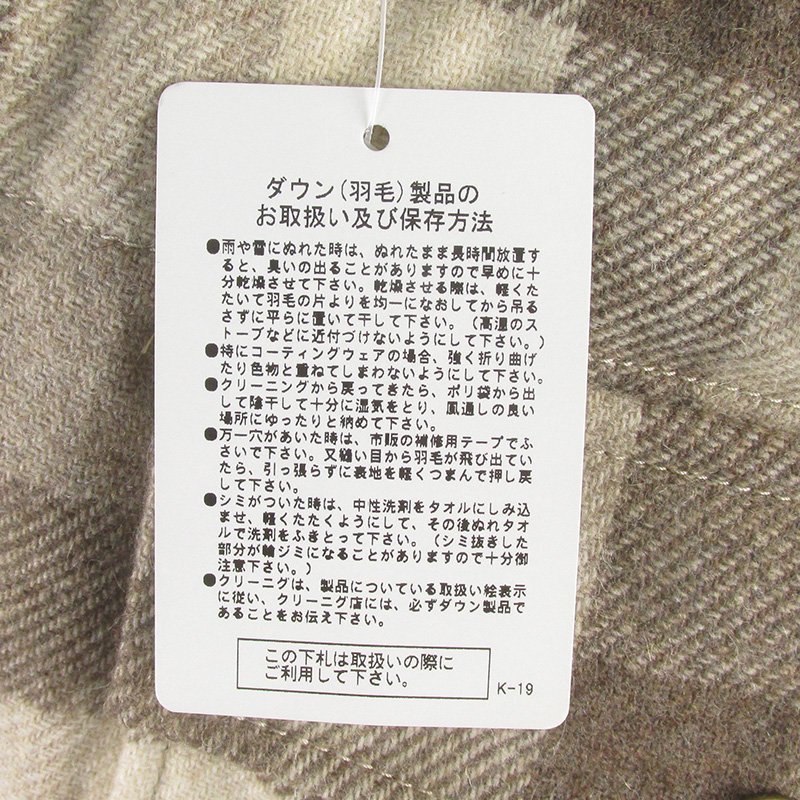 ダウン(羽毛)製品の
お取扱い及び保存方法
●雨や雪にぬれた時は、ぬれたまま長時間放置す
ると、臭いの出ることがありますので早めに十
分乾燥させて下さい。乾燥させる際は、軽くた
たいて羽毛の片よりを均一になおしてから吊る
さずに平らに置いて干して下さい。(高温のス
トーブなどに近付けないようにして下さい。)
●特にコーティングウェアの場合、強く折り曲げ
たり色物と重ねてしまわないようにして下さい。
●クリーニングから戻ってきたら、ポリ袋から出
して陰干して十分に湿気をとり、風通しの良い
場所にゆったりと納めて下さい。
●万一穴があいた時は、市販の補修用テープでふ
さいで下さい。又縫い目から羽毛が飛び出てい
たら、引っ張らずに表地を軽くつまんで押し戻
して下さい。
●シミがついた時は、中性洗剤をタオルにしみ込
ませ、軽くたたくようにして、その後ぬれタオ
ルで洗剤をふきとって下さい。(シミ抜きした
部分が輪ジミになることがありますので十分御
注意下さい。)
●クリーニグは、製品についている取扱い絵表示
に従い、クリーニグ店には、必ずダウン製品で
あることをお伝え下さい。
この下札は取扱いの際に
ご利用して下さい。
K-19